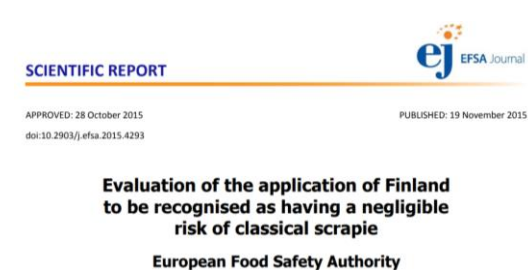 ej EFSA Journal
SCIENTIFIC REPORT
APPROVED: 28 October 2015 PUBLISHED: 19 November 2015
doi:10.2903/j.efsa.2015.4293
Evaluation of the application of Finland
to be recognised as having a negligible
risk of classical scrapie
European Food Safety Authority